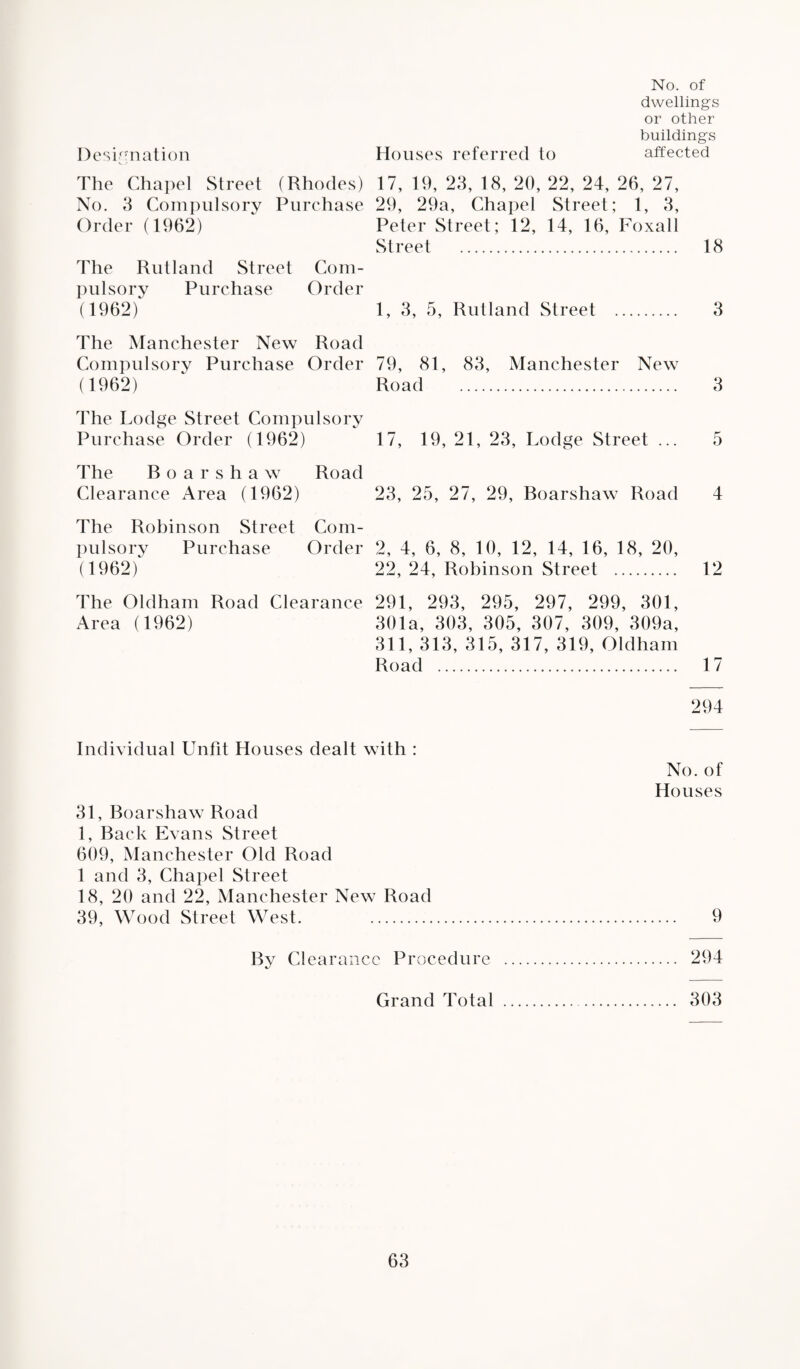 No. of
dwellings
or other
buildings
Designation Houses referred to affected
The Chapel Street (Rhodes) 17, 19, 23, 18, 20, 22, 24, 26, 27,
No. 3 Compulsory Purchase 29, 29a, Chapel Street; 1, 3,
Order (1962) Peter Street; 12, 14, 16, Foxall
Street .......... 18
The Rutland Street Com-
pulsory Purchase Order
(1962) 1, 3, 5, Rutland Street .......... 3
The Manchester New Road
Compulsory Purchase Order 79, 81, 83, Manchester New
(1962) Road .......... 3
The Lodge Street Compulsory
Purchase Order (1962) 17, 19, 21, 23, Lodge Street ... 5
The Boarshaw Road
Clearance Area (1962) 23, 25, 27, 29, Boarshaw Road 4
The Robinson Street Com-
pulsory Purchase Order 2, 4, 6, 8, 10, 12, 14, 16, 18, 20,
(1962) 22, 24, Robinson Street .......... 12
The Oldham Road Clearance 291, 293, 295, 297, 299, 301,
Area (1962) 301a, 303, 305, 307, 309, 309a,
311, 313, 315, 317, 319, Oldham
Road .......... 17
294
Individual Unfit Houses dealt with :
No. of
Houses
31, Boarshaw Road
1, Back Evans Street
609, Manchester Old Road
1 and 3, Chapel Street
18, 20 and 22, Manchester New Road
39, Wood Street West. .......... 9
By Clearance Procedure .......... 294
Grand Total .......... 303
63